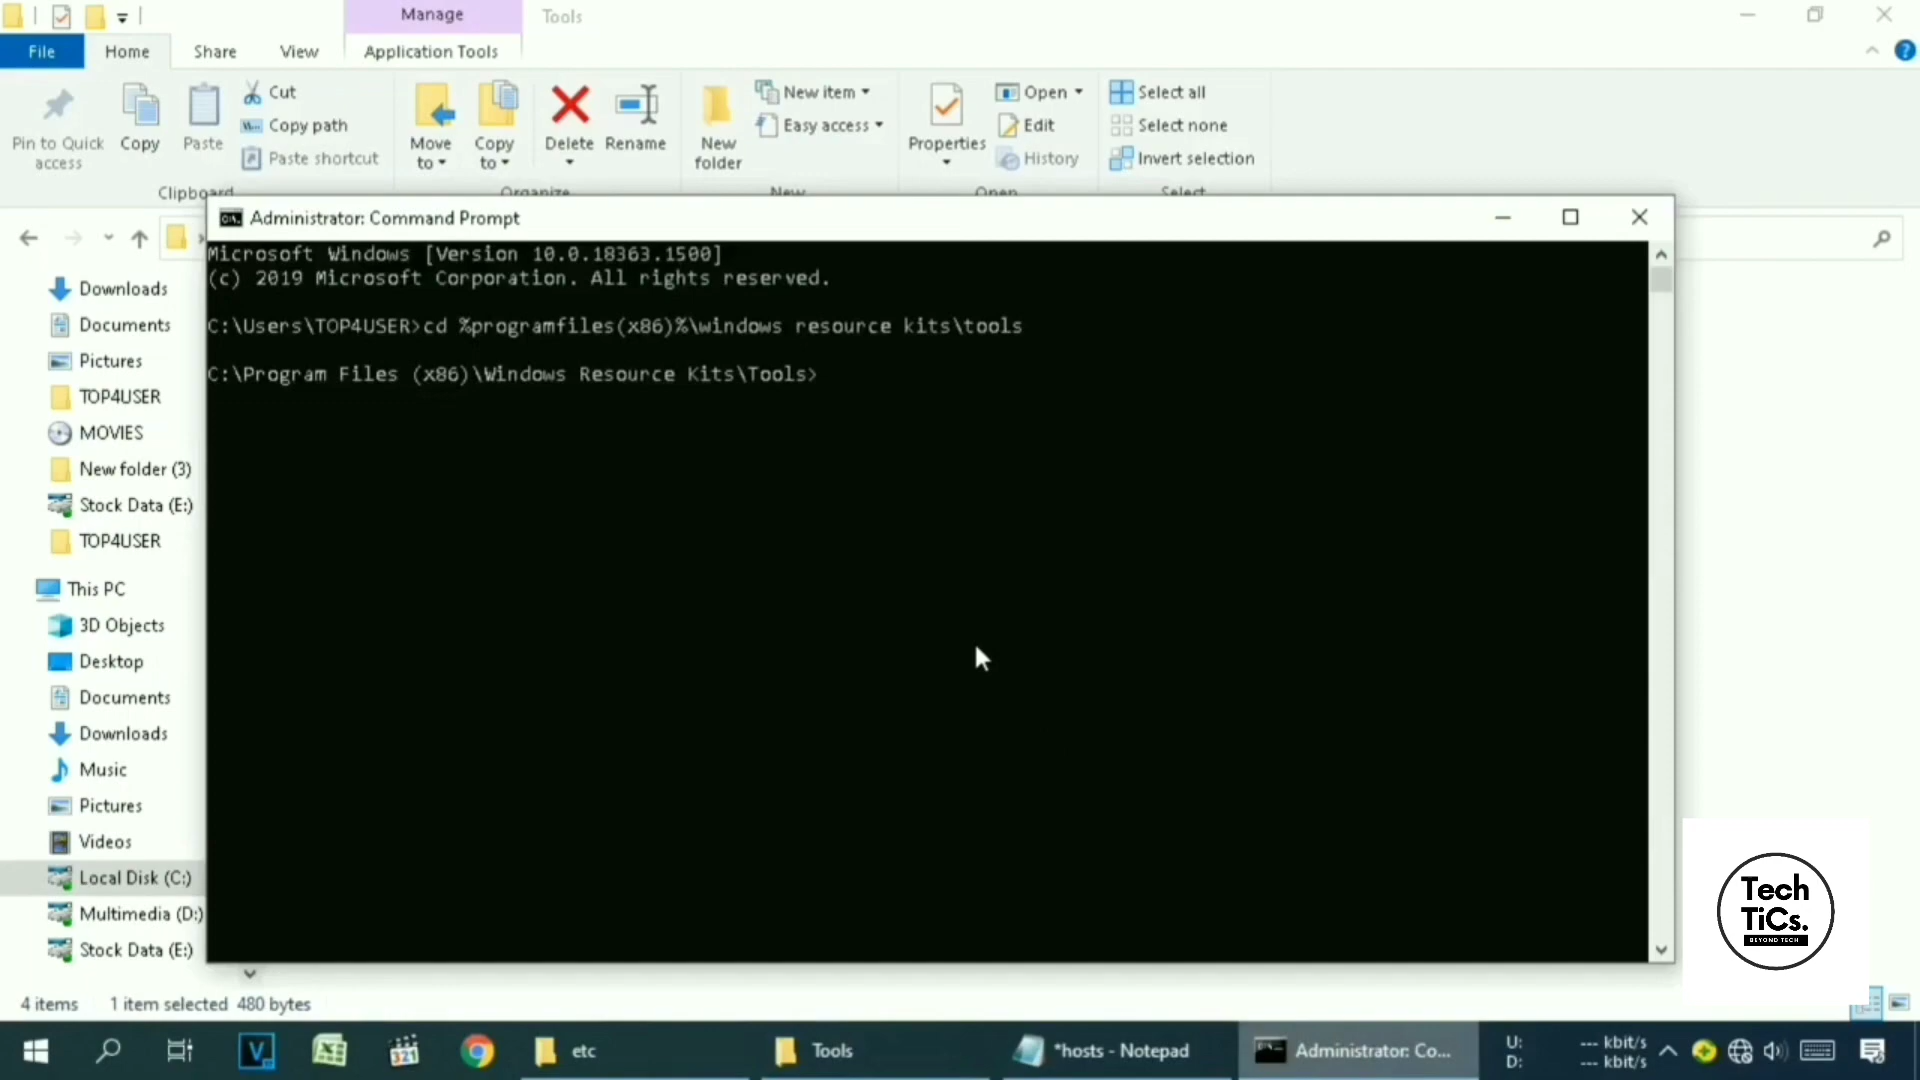 Manage
Tools
File
Home
Share
View
Application Tools
Pin to Quick access
Copy
Paste
Cut
Copy path
Paste shortcut
Move to
Copy to
Delete
Rename
New folder
New item
Easy access
Properties
Open
Edit
History
Select all
Select none
Invert selection
Clipboard
Organize
New
Open
Select
Administrator: Command Prompt
Microsoft Windows [Version 10.0.18363.1500]
(c) 2019 Microsoft Corporation. All rights reserved.
C:\Users\TOP4USER>cd %programfiles(x86)%\windows resource kits\tools
C:\Program Files (x86)\Windows Resource Kits\Tools>
Downloads
Documents
Pictures
TOP4USER
MOVIES
New folder (3)
Stock Data (E:)
TOP4USER
This PC
3D Objects
Desktop
Documents
Downloads
Music
Pictures
Videos
Local Disk (C:)
Multimedia (D:)
Stock Data (E:)
Tech
TiCs.
BEYOND TECH
4 items 1 item selected 480 bytes
etc
Tools
*hosts - Notepad
Administrator: Co...
U: --- kbit/s
D: --- kbit/s